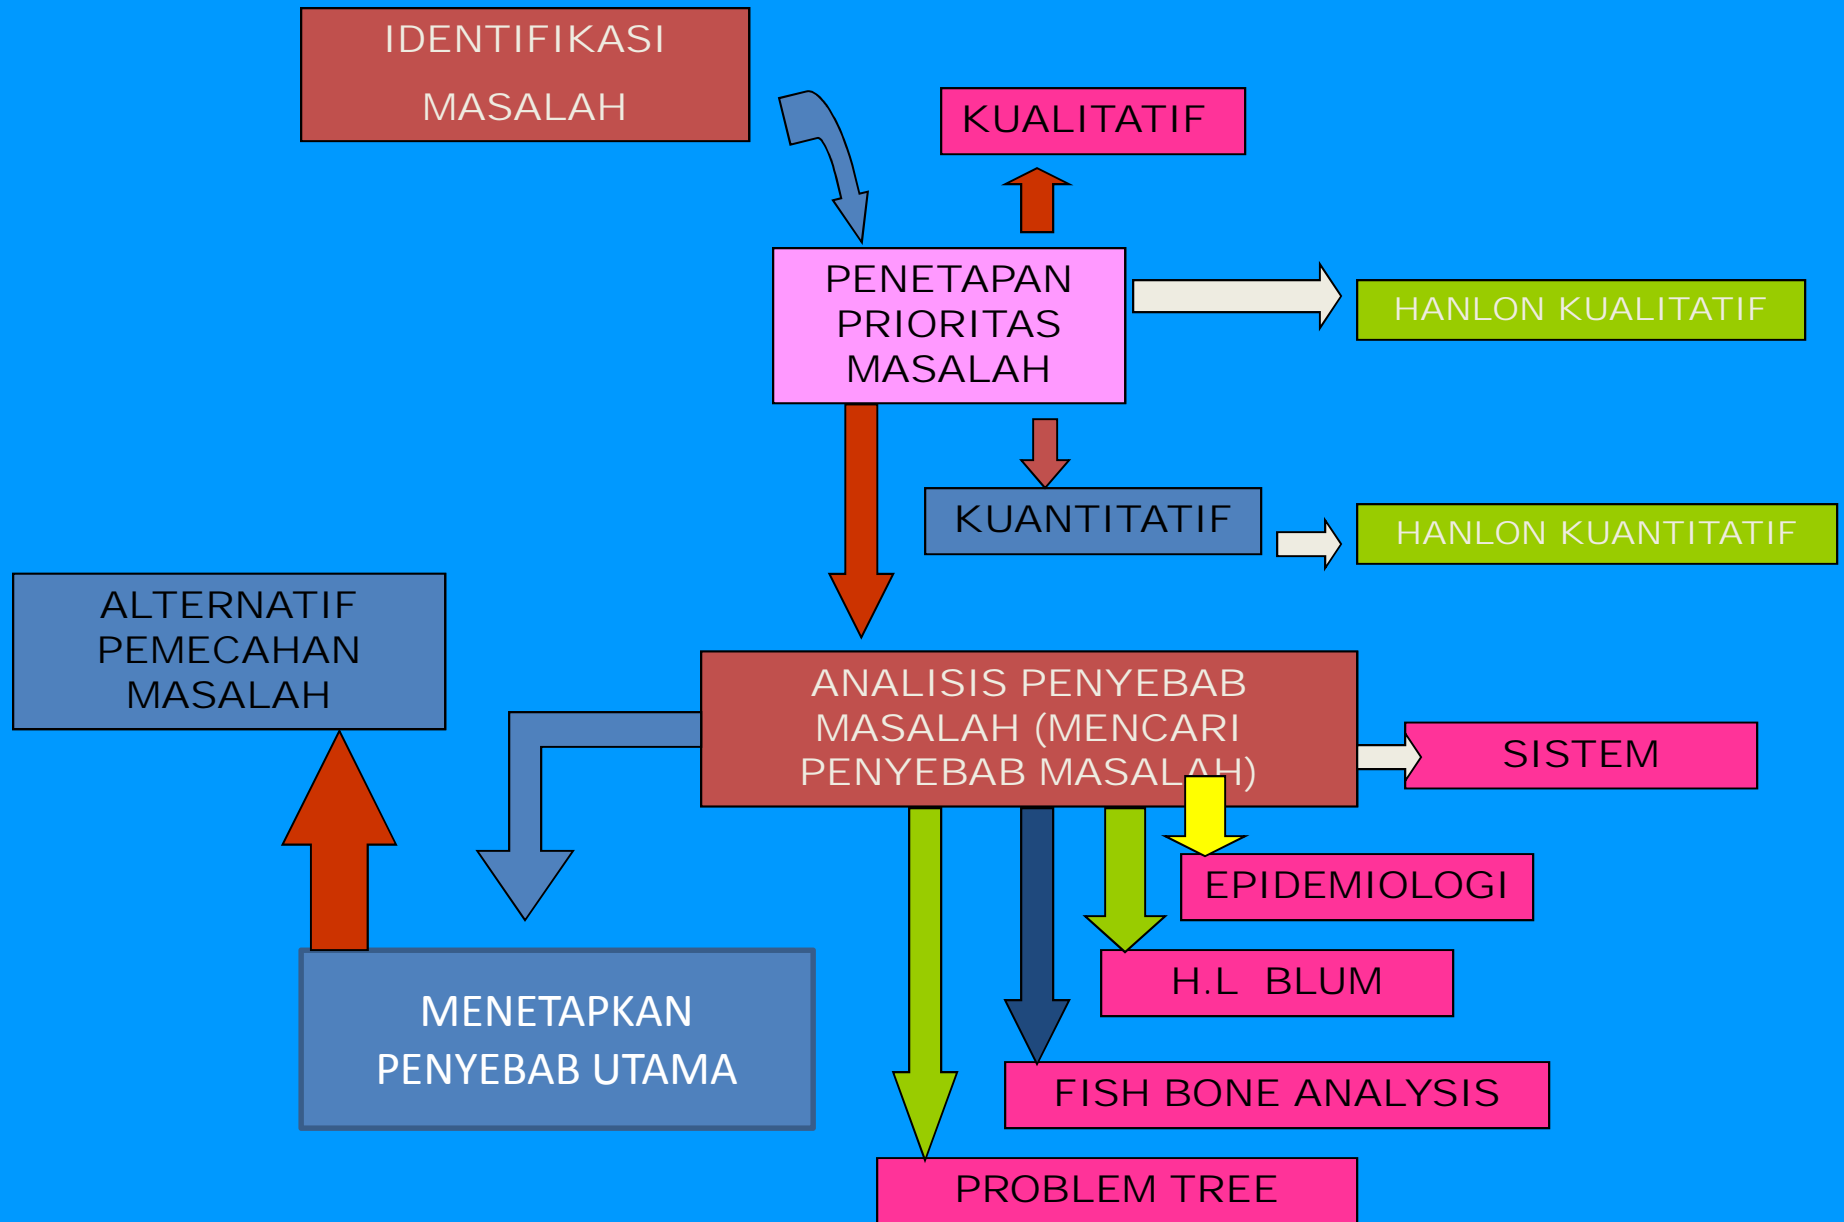 IDENTIFIKASI
MASALAH
KUALITATIF
PENETAPAN
PRIORITAS
MASALAH
HANLON KUALITATIF
KUANTITATIF
HANLON KUANTITATIF
ALTERNATIF
PEMECAHAN
MASALAH
ANALISIS PENYEBAB
MASALAH (MENCARI
PENYEBAB MASALAH)
SISTEM
EPIDEMIOLOGI
H.L BLUM
MENETAPKAN
PENYEBAB UTAMA
FISH BONE ANALYSIS
PROBLEM TREE